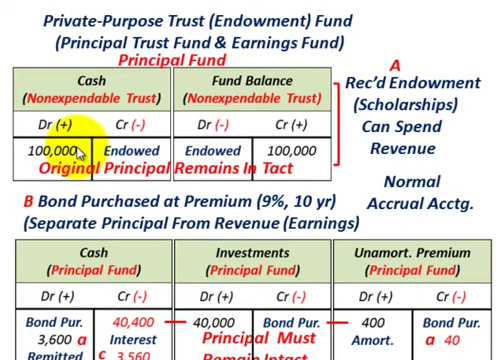 Private-Purpose Trust (Endowment) Fund
(Principal Trust Fund & Earnings Fund)
Principal Fund
A
Cash
(Nonexpendable Trust)
Fund Balance
(Nonexpendable Trust)
Rec'd Endowment
(Scholarships)
Can Spend
Revenue
Dr (+) Cr (-) Dr (-) Cr (+)
100,000 Endowed Endowed 100,000
Original Principal Remains In Tact
Normal
Accrual Acctg.
B Bond Purchased at Premium (9%, 10 yr)
(Separate Principal From Revenue (Earnings)
Cash
(Principal Fund)
Investments
(Principal Fund)
Unamort. Premium
(Principal Fund)
Dr (+) Cr (-) Dr (+) Cr (-) Dr (+) Cr (-)
Bond Pur. 40,400 40,000 Bond Pur. 400 Bond Pur.
3,600 a Interest Principal Must Amort. a 40
Remitted c 3,560 Remain Intact